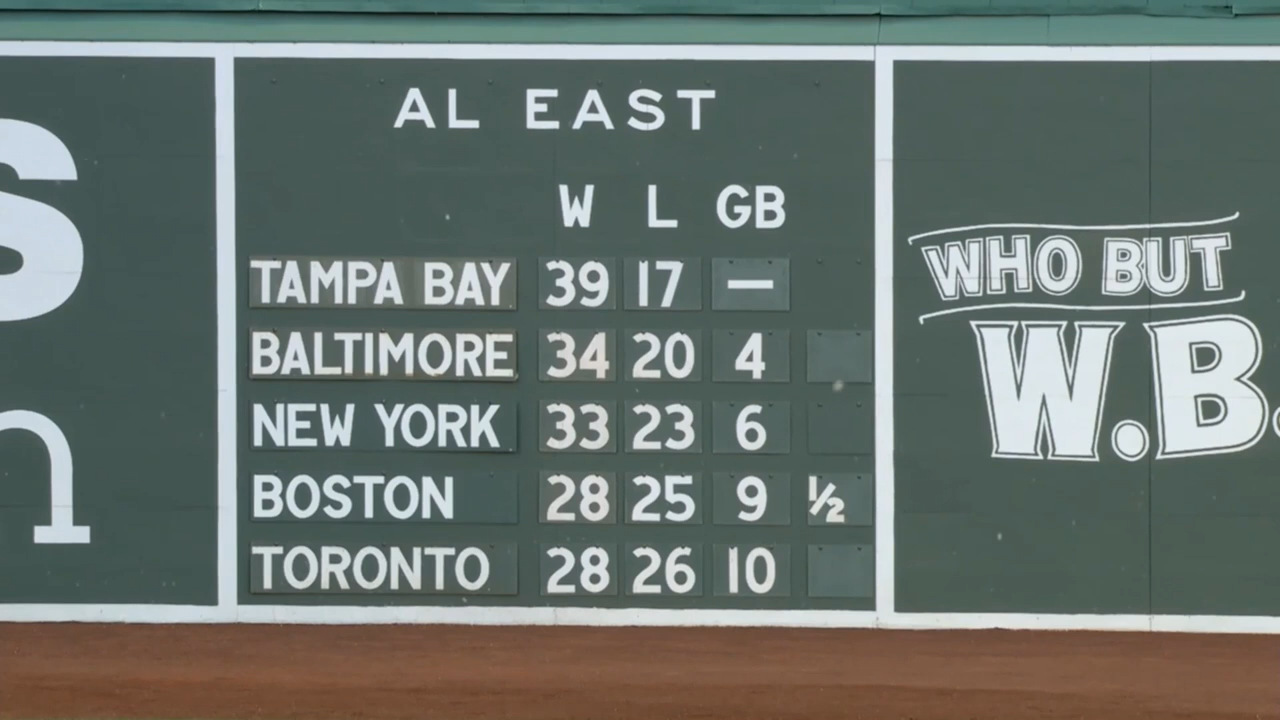 AL EAST
W L GB
TAMPA BAY 39 17 —
BALTIMORE 34 20 4
NEW YORK 33 23 6
BOSTON 28 25 9 ½
TORONTO 28 26 10
WHO BUT
W.B.
s
n